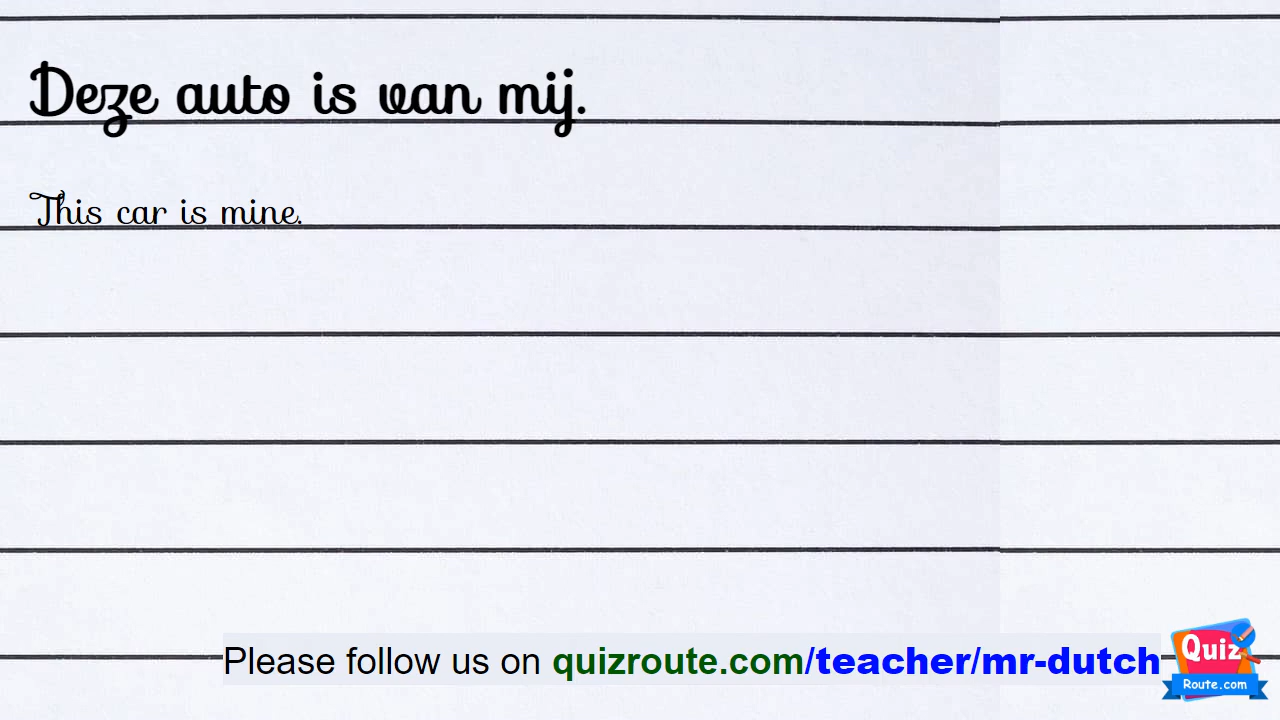 Deze auto is van mij.
This car is mine.
Please follow us on quizroute.com/teacher/mr-dutch
Quiz
Route.com